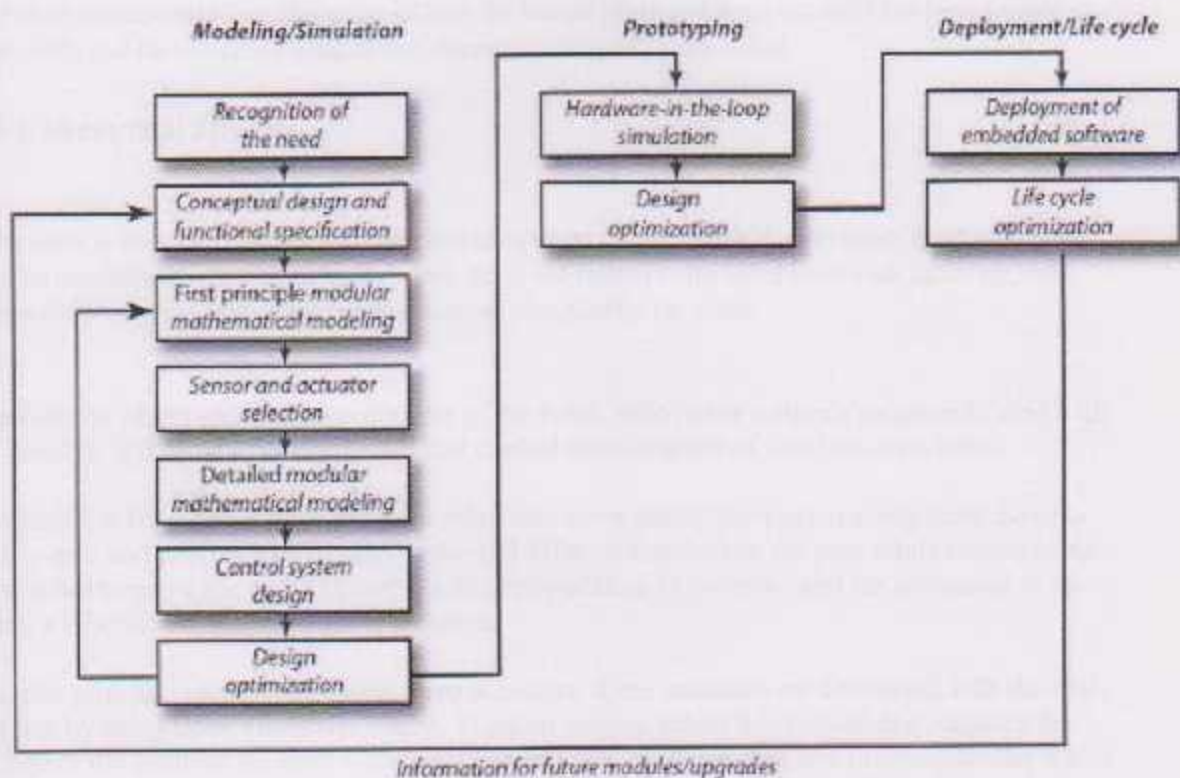 Modeling/Simulation
Prototyping
Deployment/Life cycle
Recognition of
the need
Conceptual design and
functional specification
First principle modular
mathematical modeling
Sensor and actuator
selection
Detailed modular
mathematical modeling
Control system
design
Design
optimization
Hardware-in-the-loop
simulation
Design
optimization
Deployment of
embedded software
Life cycle
optimization
Information for future modules/upgrades